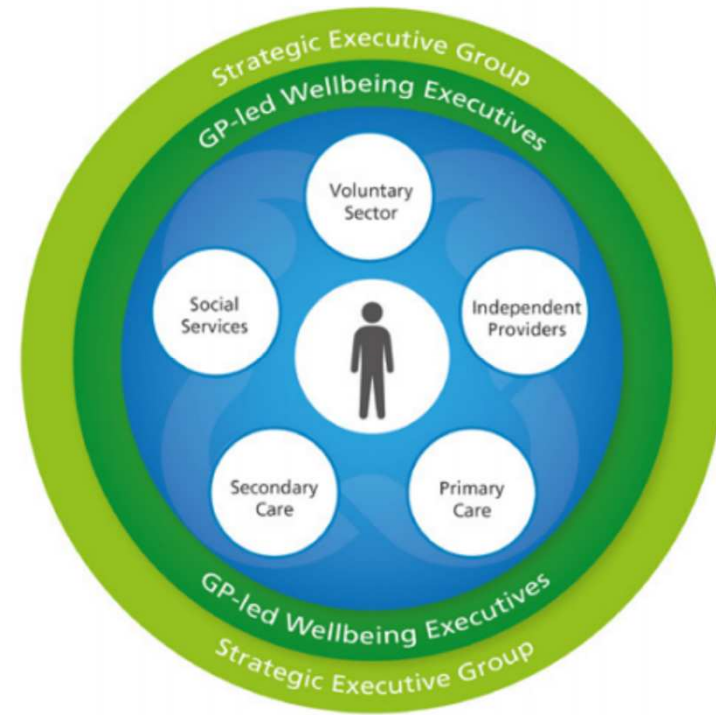 Strategic Executive Group
GP-led Wellbeing Executives
Voluntary
Sector
Social
Services
Independent
Providers
Secondary
Care
Primary
Care
GP-led Wellbeing Executives
Strategic Executive Group